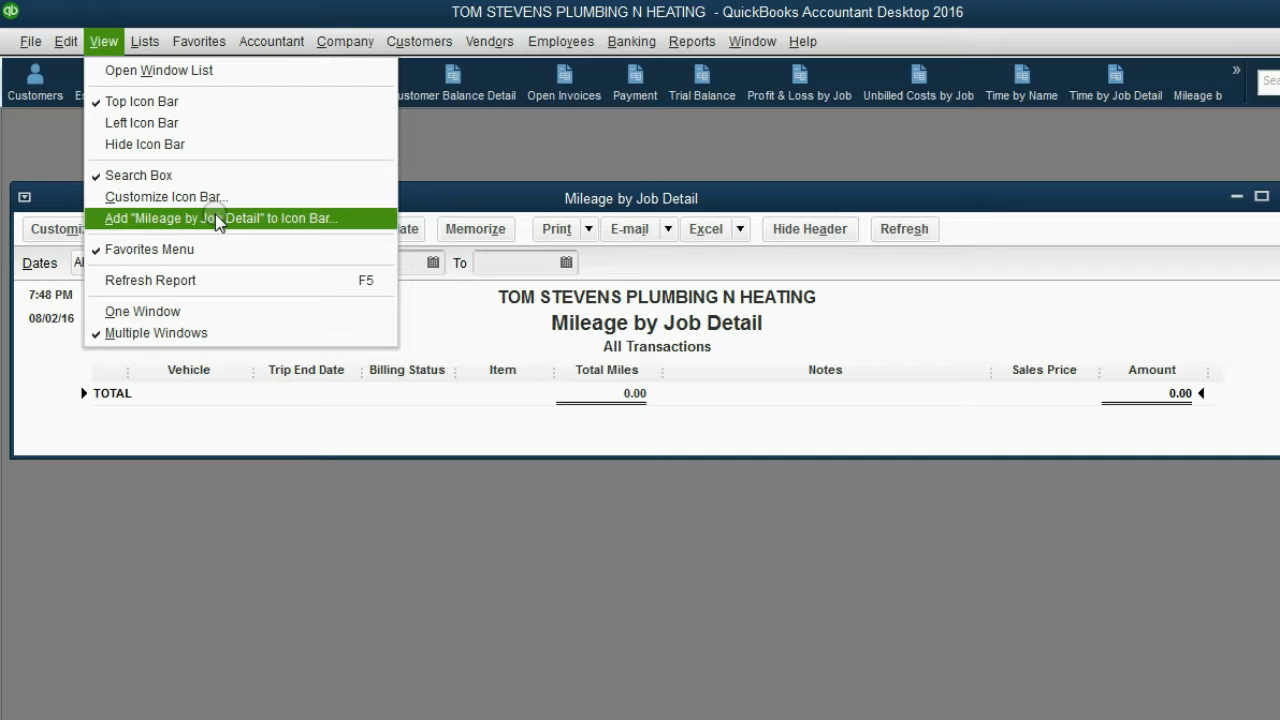 qb
TOM STEVENS PLUMBING N HEATING - QuickBooks Accountant Desktop 2016
File Edit View Lists Favorites Accountant Company Customers Vendors Employees Banking Reports Window Help
Customers Customer Balance Detail Open Invoices Payment Trial Balance Profit & Loss by Job Unbilled Costs by Job Time by Name Time by Job Detail Mileage b »
Open Window List
✓ Top Icon Bar
Left Icon Bar
Hide Icon Bar
✓ Search Box
Customize Icon Bar...
Add "Mileage by Job Detail" to Icon Bar...
✓ Favorites Menu
Refresh Report F5
One Window
✓ Multiple Windows
Mileage by Job Detail
Memorize Print E-mail Excel Hide Header Refresh
Dates To
7:48 PM
08/02/16
TOM STEVENS PLUMBING N HEATING
Mileage by Job Detail
All Transactions
Vehicle Trip End Date Billing Status Item Total Miles Notes Sales Price Amount
TOTAL 0.00 0.00